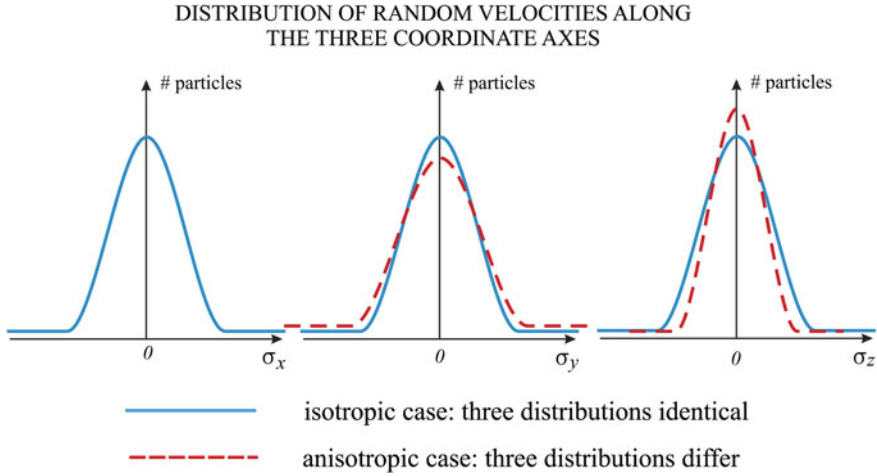 DISTRIBUTION OF RANDOM VELOCITIES ALONG
THE THREE COORDINATE AXES
# particles
# particles
# particles
0
σx
0
σy
0
σz
isotropic case: three distributions identical
anisotropic case: three distributions differ